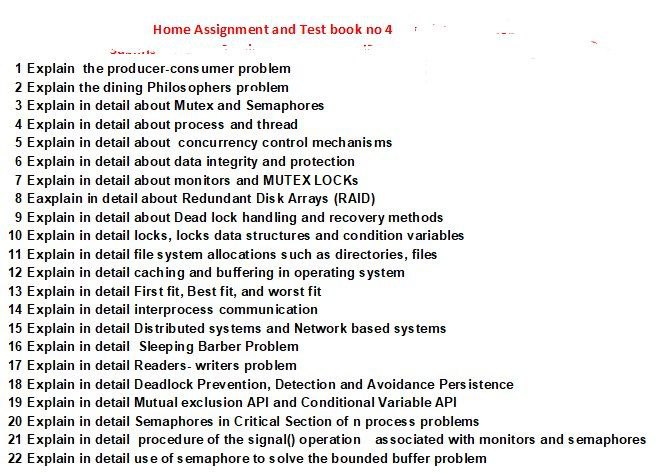 Home Assignment and Test book no 4
1 Explain the producer-consumer problem
2 Explain the dining Philosophers problem
3 Explain in detail about Mutex and Semaphores
4 Explain in detail about process and thread
5 Explain in detail about concurrency control mechanisms
6 Explain in detail about data integrity and protection
7 Explain in detail about monitors and MUTEX LOCKs
8 Eaxplain in detail about Redundant Disk Arrays (RAID)
9 Explain in detail about Dead lock handling and recovery methods
10 Explain in detail locks, locks data structures and condition variables
11 Explain in detail file system allocations such as directories, files
12 Explain in detail caching and buffering in operating system
13 Explain in detail First fit, Best fit, and worst fit
14 Explain in detail interprocess communication
15 Explain in detail Distributed systems and Network based systems
16 Explain in detail Sleeping Barber Problem
17 Explain in detail Readers- writers problem
18 Explain in detail Deadlock Prevention, Detection and Avoidance Persistence
19 Explain in detail Mutual exclusion API and Conditional Variable API
20 Explain in detail Semaphores in Critical Section of n process problems
21 Explain in detail procedure of the signal() operation associated with monitors and semaphores
22 Explain in detail use of semaphore to solve the bounded buffer problem